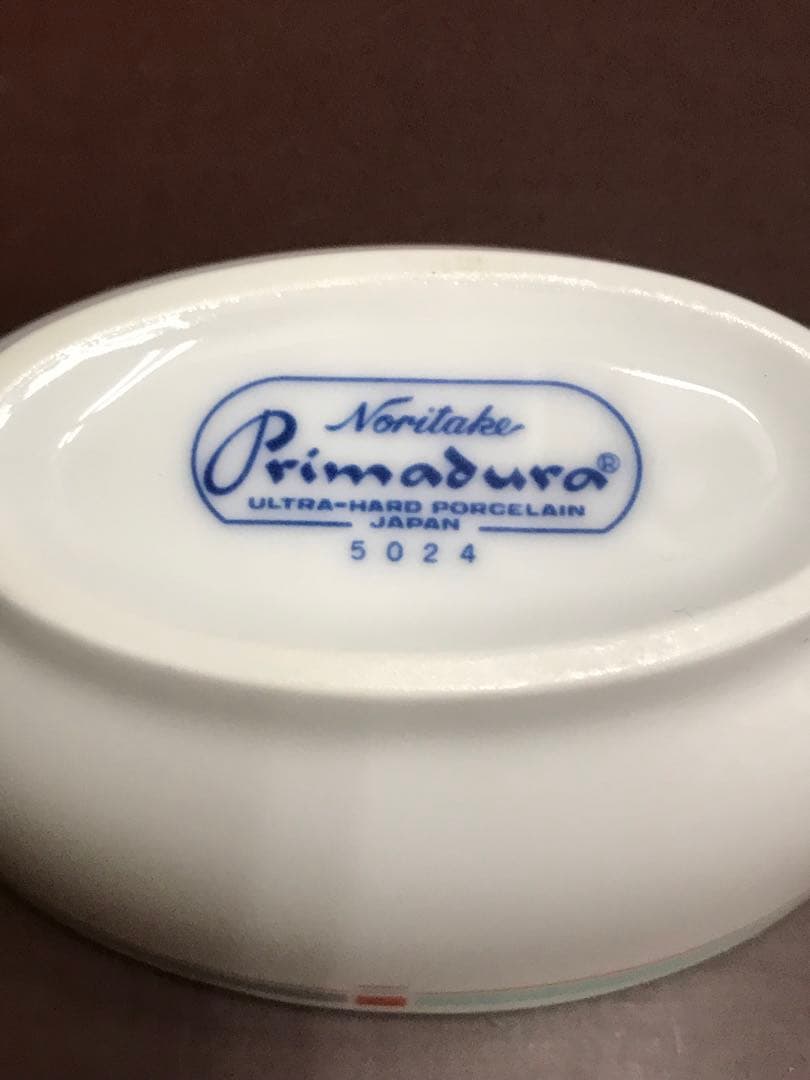 Noritake
Primadura®
ULTRA-HARD PORCELAIN
JAPAN
5024